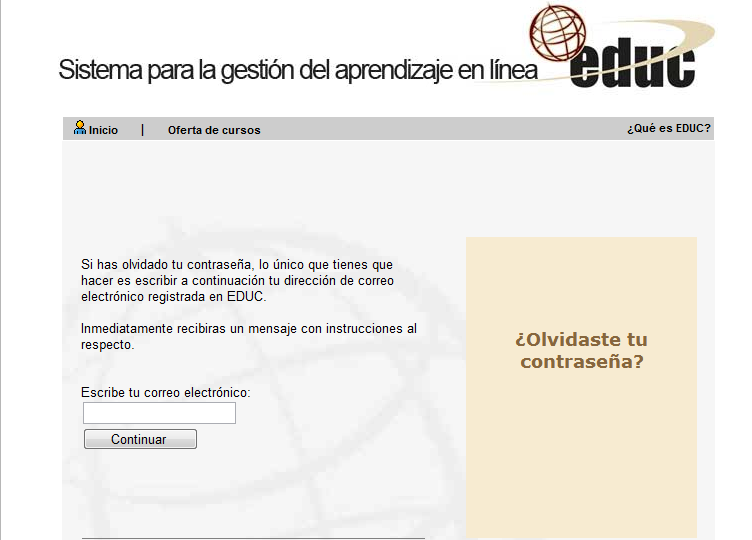 Sistema para la gestión del aprendizaje en línea
educ
Inicio | Oferta de cursos ¿Qué es EDUC?
Si has olvidado tu contraseña, lo único que tienes que
hacer es escribir a continuación tu dirección de correo
electrónico registrada en EDUC.
Inmediatamente recibiras un mensaje con instrucciones al
respecto.
Escribe tu correo electrónico:
Continuar
¿Olvidaste tu
contraseña?